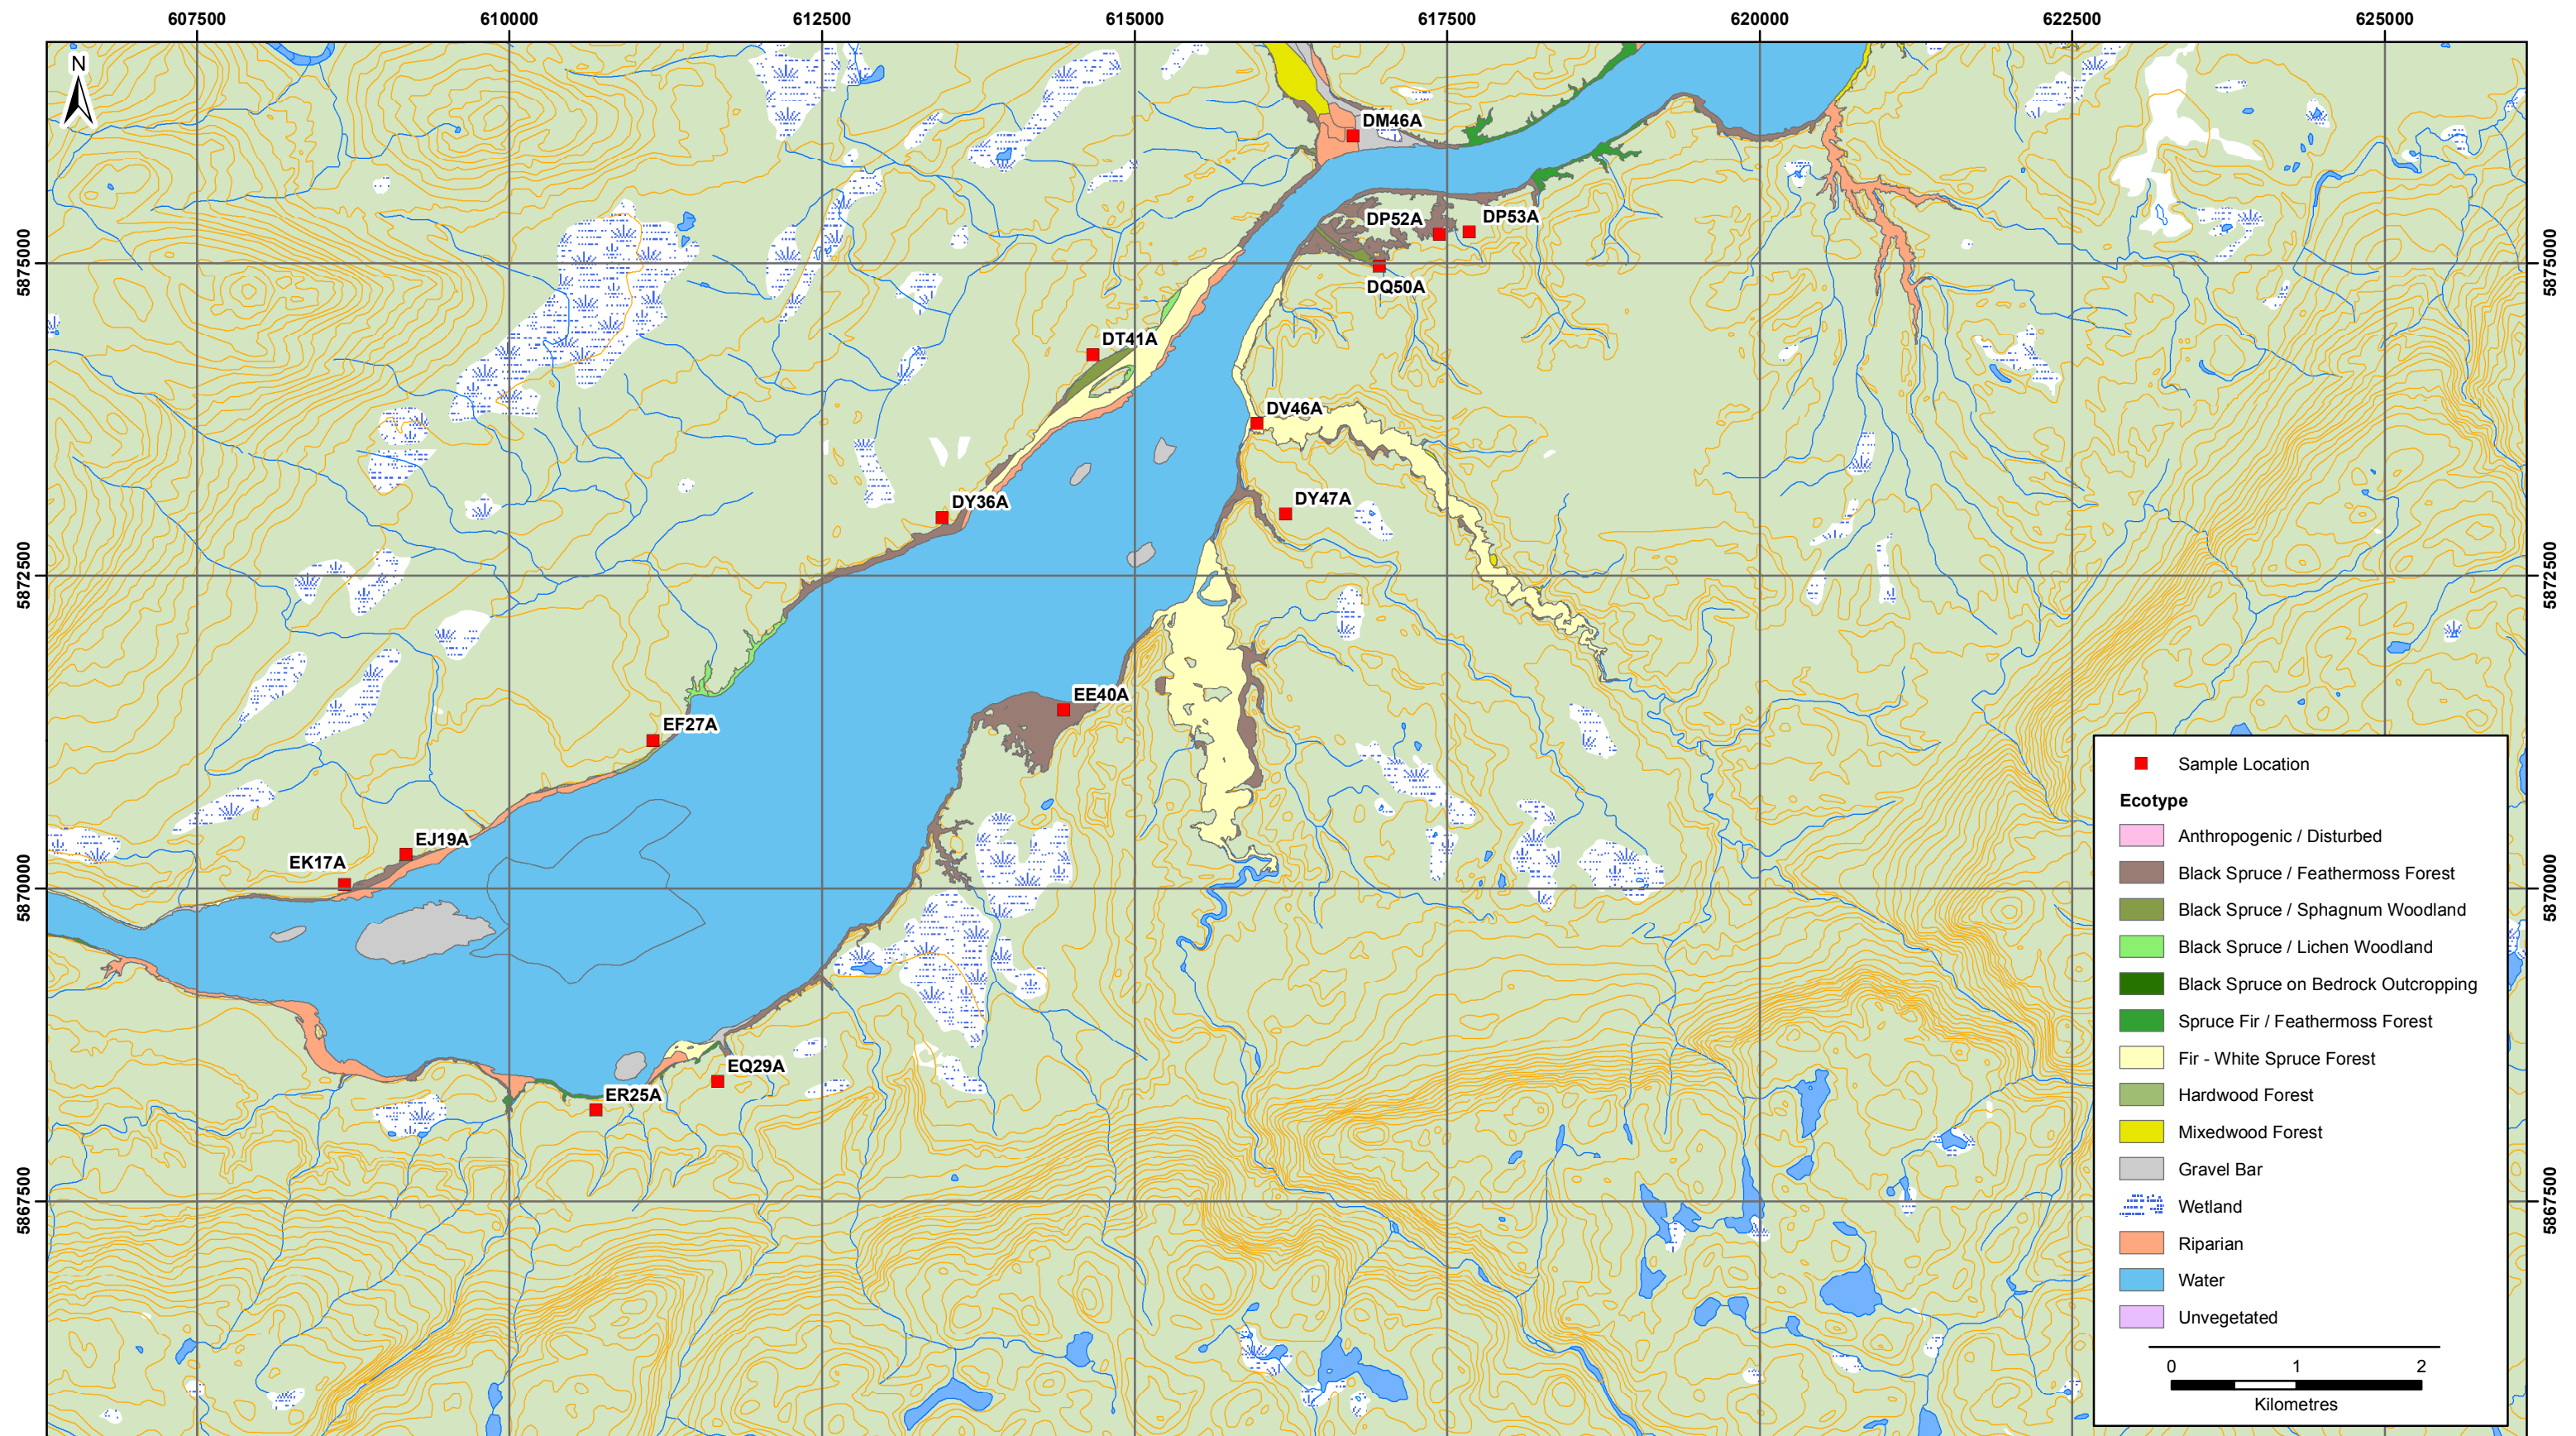 607500 610000 612500 615000 617500 620000 622500 625000
N
DM46A
DP52A DP53A
5875000 5875000
DQ50A
DT41A
DV46A
DY36A DY47A
5872500 5872500
EE40A
EF27A
EJ19A
EK17A
5870000 5870000
EQ29A
ER25A
5867500 5867500
Sample Location
Ecotype
Anthropogenic / Disturbed
Black Spruce / Feathermoss Forest
Black Spruce / Sphagnum Woodland
Black Spruce / Lichen Woodland
Black Spruce on Bedrock Outcropping
Spruce Fir / Feathermoss Forest
Fir - White Spruce Forest
Hardwood Forest
Mixedwood Forest
Gravel Bar
Wetland
Riparian
Water
Unvegetated
0 1 2
Kilometres